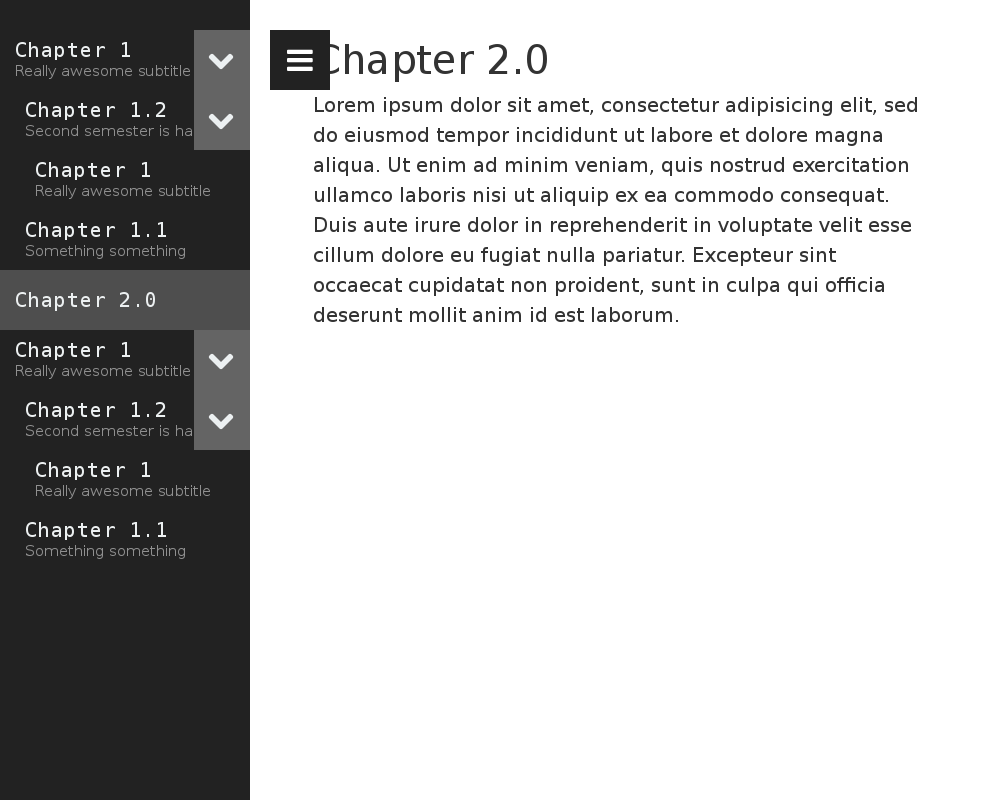 Chapter 1
Really awesome subtitle
Chapter 1.2
Second semester is ha
Chapter 1
Really awesome subtitle
Chapter 1.1
Something something
Chapter 2.0
Chapter 1
Really awesome subtitle
Chapter 1.2
Second semester is ha
Chapter 1
Really awesome subtitle
Chapter 1.1
Something something
Chapter 2.0
Lorem ipsum dolor sit amet, consectetur adipisicing elit, sed
do eiusmod tempor incididunt ut labore et dolore magna
aliqua. Ut enim ad minim veniam, quis nostrud exercitation
ullamco laboris nisi ut aliquip ex ea commodo consequat.
Duis aute irure dolor in reprehenderit in voluptate velit esse
cillum dolore eu fugiat nulla pariatur. Excepteur sint
occaecat cupidatat non proident, sunt in culpa qui officia
deserunt mollit anim id est laborum.